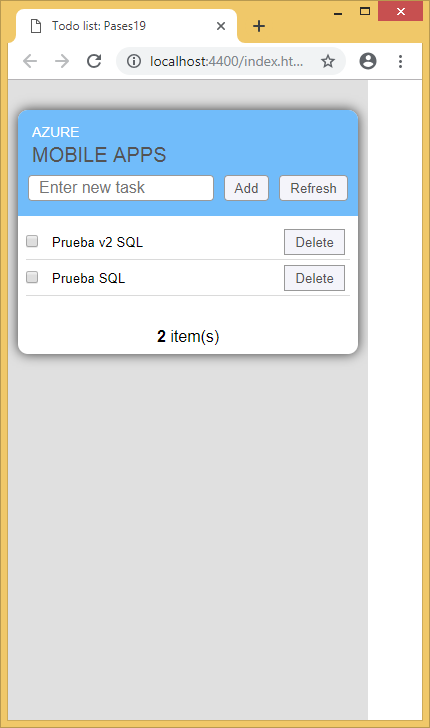 Todo list: Pases19
localhost:4400/index.ht...
AZURE
MOBILE APPS
Enter new task Add Refresh
Prueba v2 SQL Delete
Prueba SQL Delete
2 item(s)